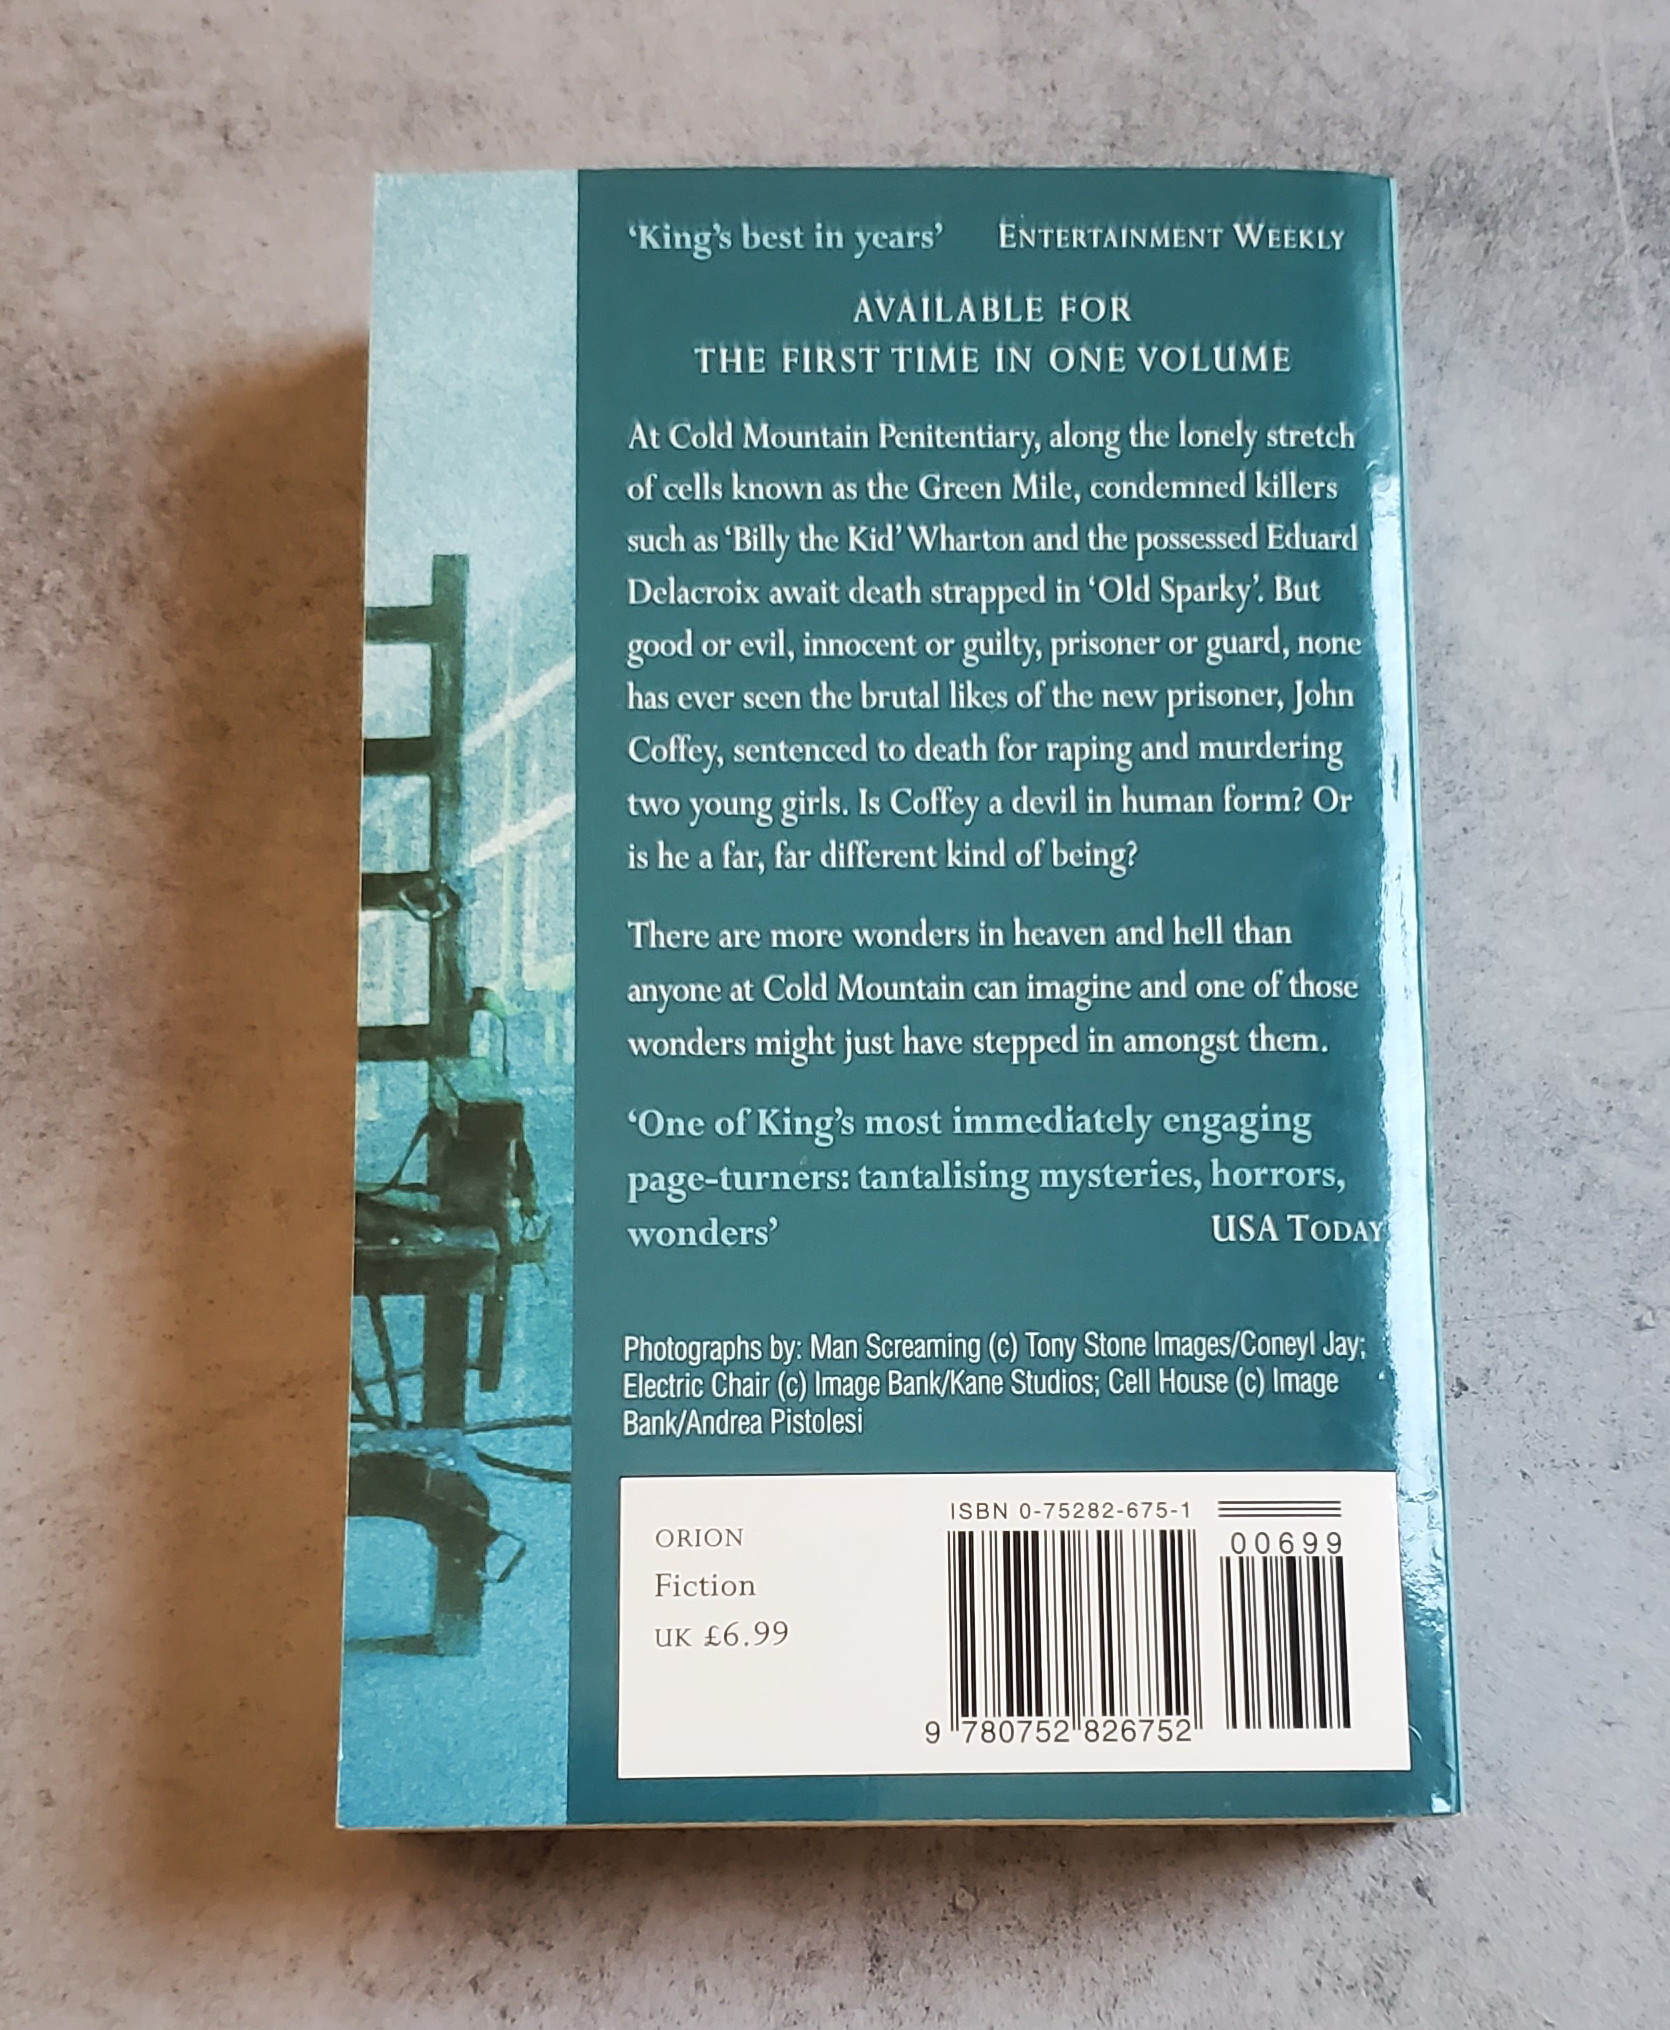 ‘King’s best in years’ ENTERTAINMENT WEEKLY
AVAILABLE FOR
THE FIRST TIME IN ONE VOLUME
At Cold Mountain Penitentiary, along the lonely stretch
of cells known as the Green Mile, condemned killers
such as ‘Billy the Kid’ Wharton and the possessed Eduard
Delacroix await death strapped in ‘Old Sparky’. But
good or evil, innocent or guilty, prisoner or guard, none
has ever seen the brutal likes of the new prisoner, John
Coffey, sentenced to death for raping and murdering
two young girls. Is Coffey a devil in human form? Or
is he a far, far different kind of being?
There are more wonders in heaven and hell than
anyone at Cold Mountain can imagine and one of those
wonders might just have stepped in amongst them.
‘One of King’s most immediately engaging
page-turners: tantalising mysteries, horrors,
wonders’ USA TODAY
Photographs by: Man Screaming (c) Tony Stone Images/Coneyl Jay;
Electric Chair (c) Image Bank/Kane Studios; Cell House (c) Image
Bank/Andrea Pistolesi
ORION
Fiction
UK £6.99
ISBN 0-75282-675-1
00699
9 780752 826752